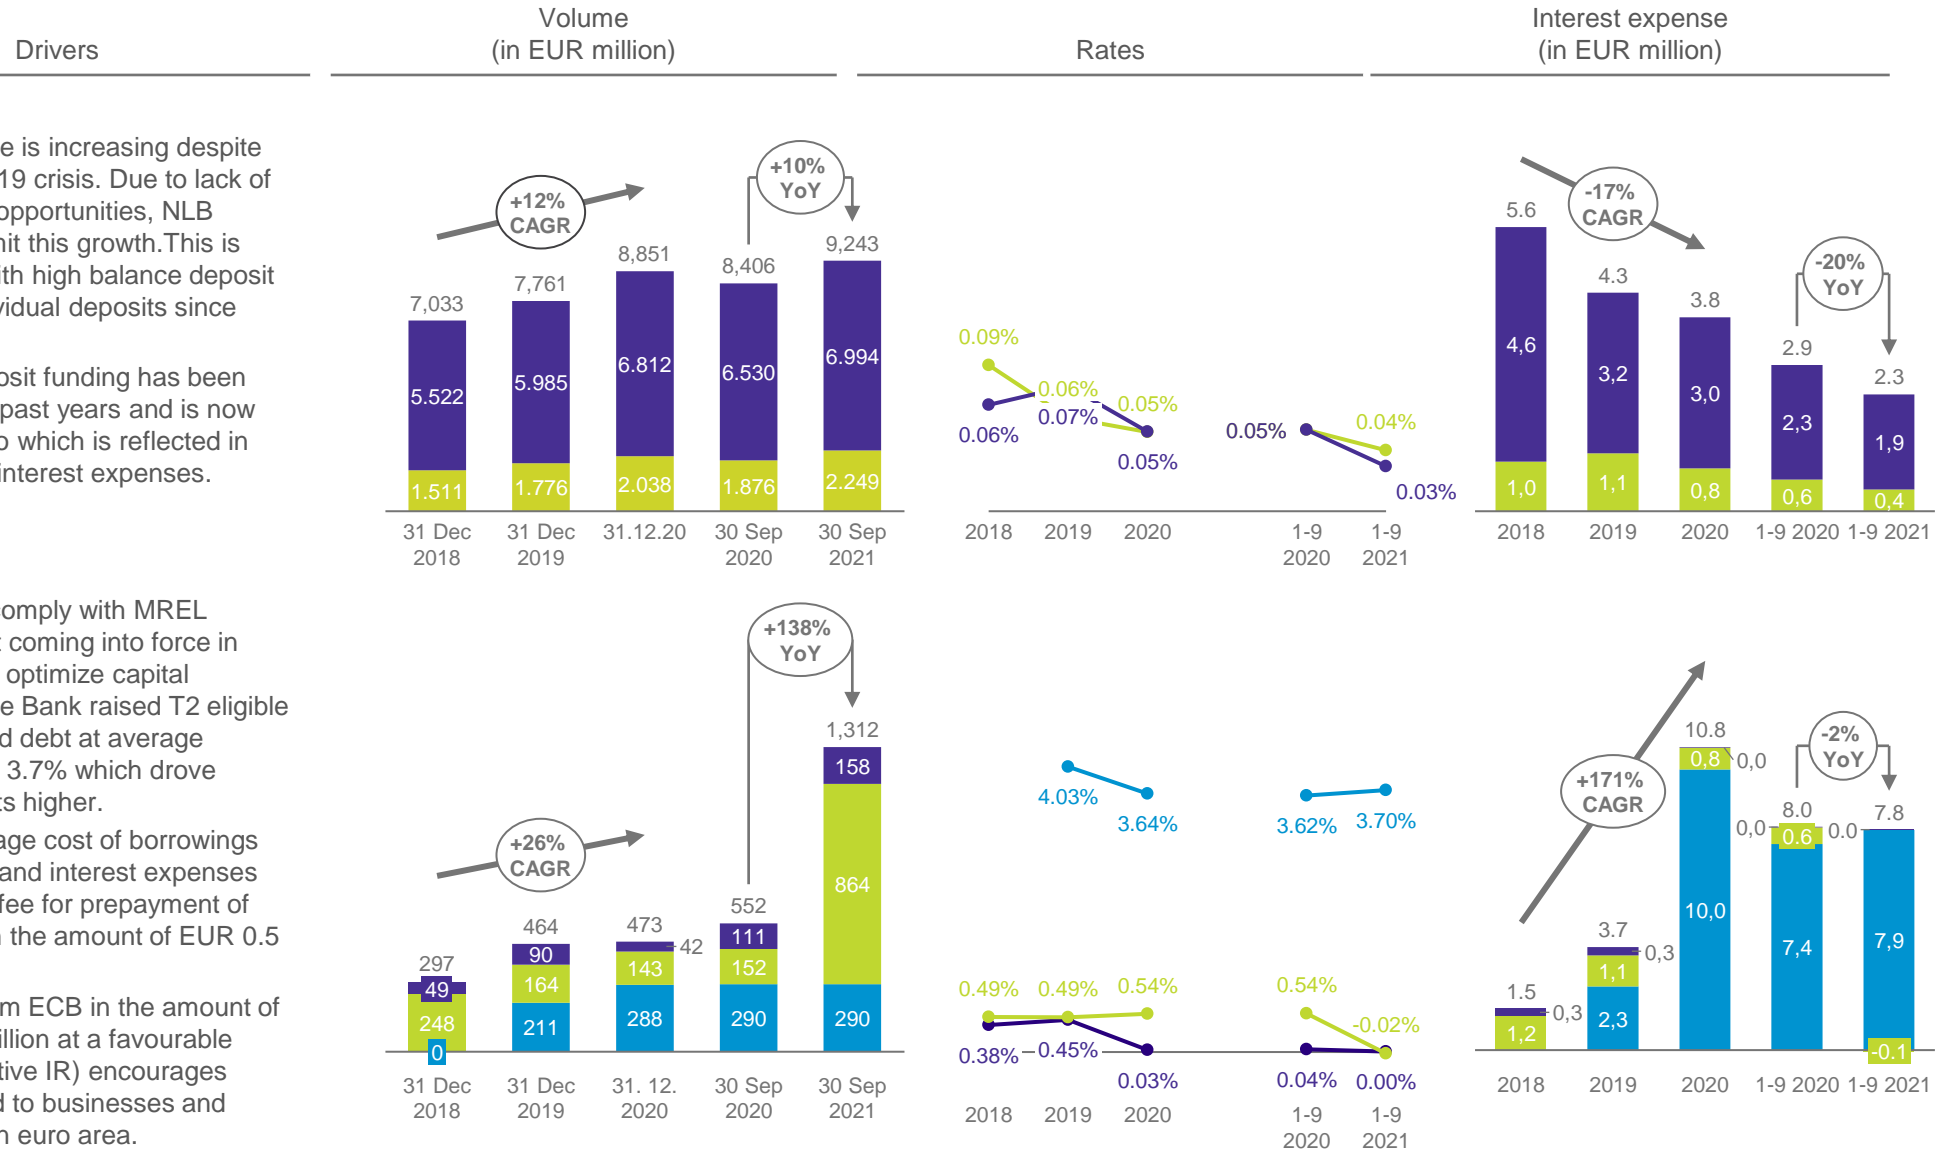 Drivers
Volume
(in EUR million)
Rates
Interest expense
(in EUR million)
e is increasing despite
19 crisis. Due to lack of
opportunities, NLB
nit this growth.This is
ith high balance deposit
vidual deposits since
osit funding has been
past years and is now
o which is reflected in
interest expenses.
+12%
CAGR
+10%
YoY
7,033
7,761
8,851
8,406
9,243
5.522
5.985
6.812
6.530
6.994
1.511
1.776
2.038
1.876
2.249
31 Dec
2018
31 Dec
2019
31.12.20
30 Sep
2020
30 Sep
2021
0.09%
0.06%
0.05%
0.06%
0.07%
0.05%
0.05%
0.04%
0.03%
2018
2019
2020
1-9
2020
1-9
2021
-17%
CAGR
-20%
YoY
5.6
4.3
3.8
2.9
2.3
4,6
3,2
3,0
2,3
1,9
1,0
1,1
0,8
0,6
0,4
2018
2019
2020
1-9 2020
1-9 2021
comply with MREL
t coming into force in
optimize capital
e Bank raised T2 eligible
d debt at average
3.7% which drove
ts higher.
age cost of borrowings
and interest expenses
fee for prepayment of
n the amount of EUR 0.5
m ECB in the amount of
illion at a favourable
tive IR) encourages
d to businesses and
n euro area.
+26%
CAGR
+138%
YoY
297
464
473
552
1,312
49
90
42
111
158
248
164
143
152
864
0
211
288
290
290
31 Dec
2018
31 Dec
2019
31. 12.
2020
30 Sep
2020
30 Sep
2021
4.03%
3.64%
3.62%
3.70%
0.49%
0.49%
0.54%
0.54%
-0.02%
0.38%
0.45%
0.03%
0.04%
0.00%
2018
2019
2020
1-9
2020
1-9
2021
+171%
CAGR
-2%
YoY
1.5
3.7
10.8
8.0
7.8
0,3
0,3
0,0
0,0
0.0
1,2
1,1
0,8
0.6
-0.1
2,3
10,0
7,4
7,9
2018
2019
2020
1-9 2020
1-9 2021